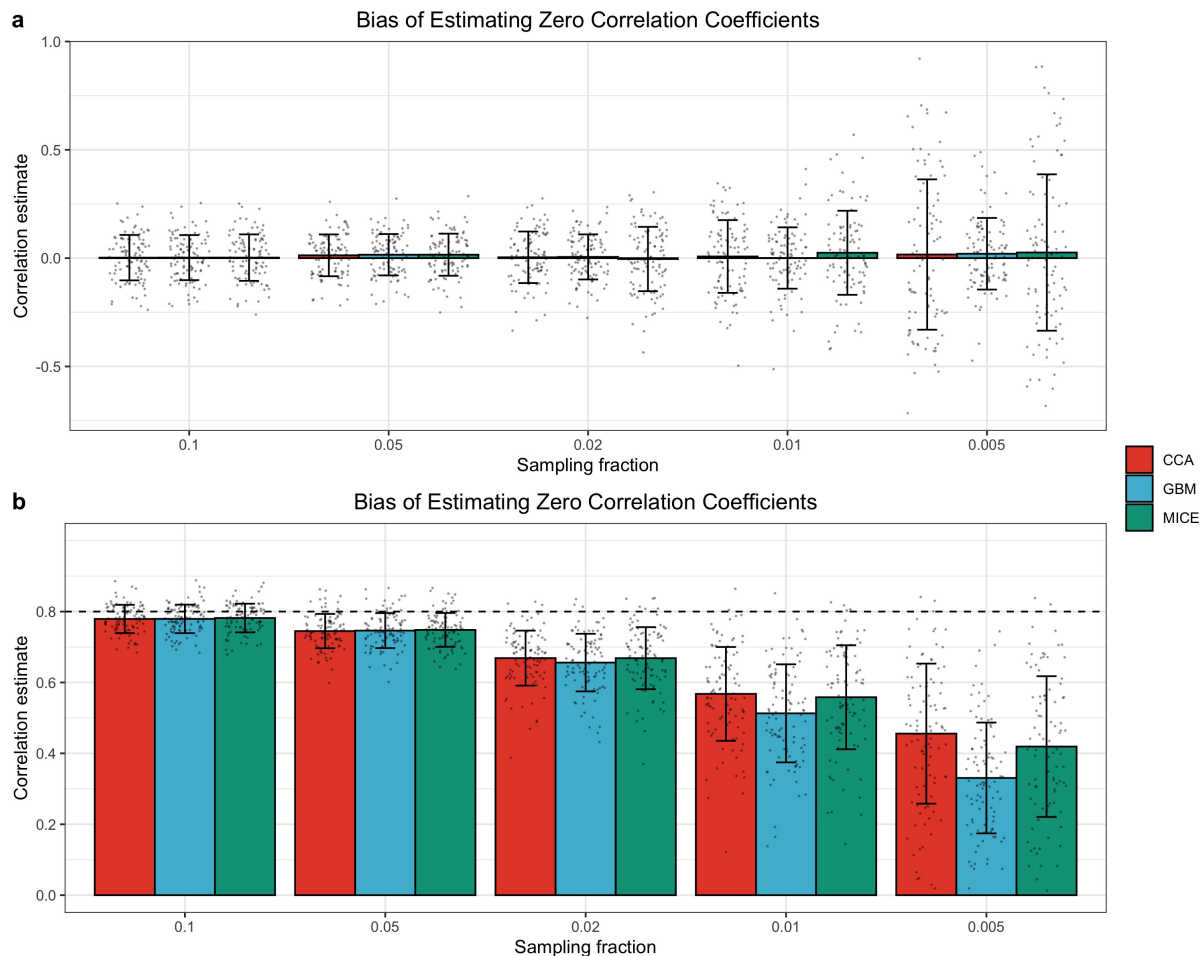 a
Bias of Estimating Zero Correlation Coefficients
Correlation estimate
1.0
0.5
0.0
-0.5
0.1 0.05 0.02 0.01 0.005
Sampling fraction
CCA
GBM
MICE
b
Bias of Estimating Zero Correlation Coefficients
Correlation estimate
0.8
0.6
0.4
0.2
0.0
0.1 0.05 0.02 0.01 0.005
Sampling fraction